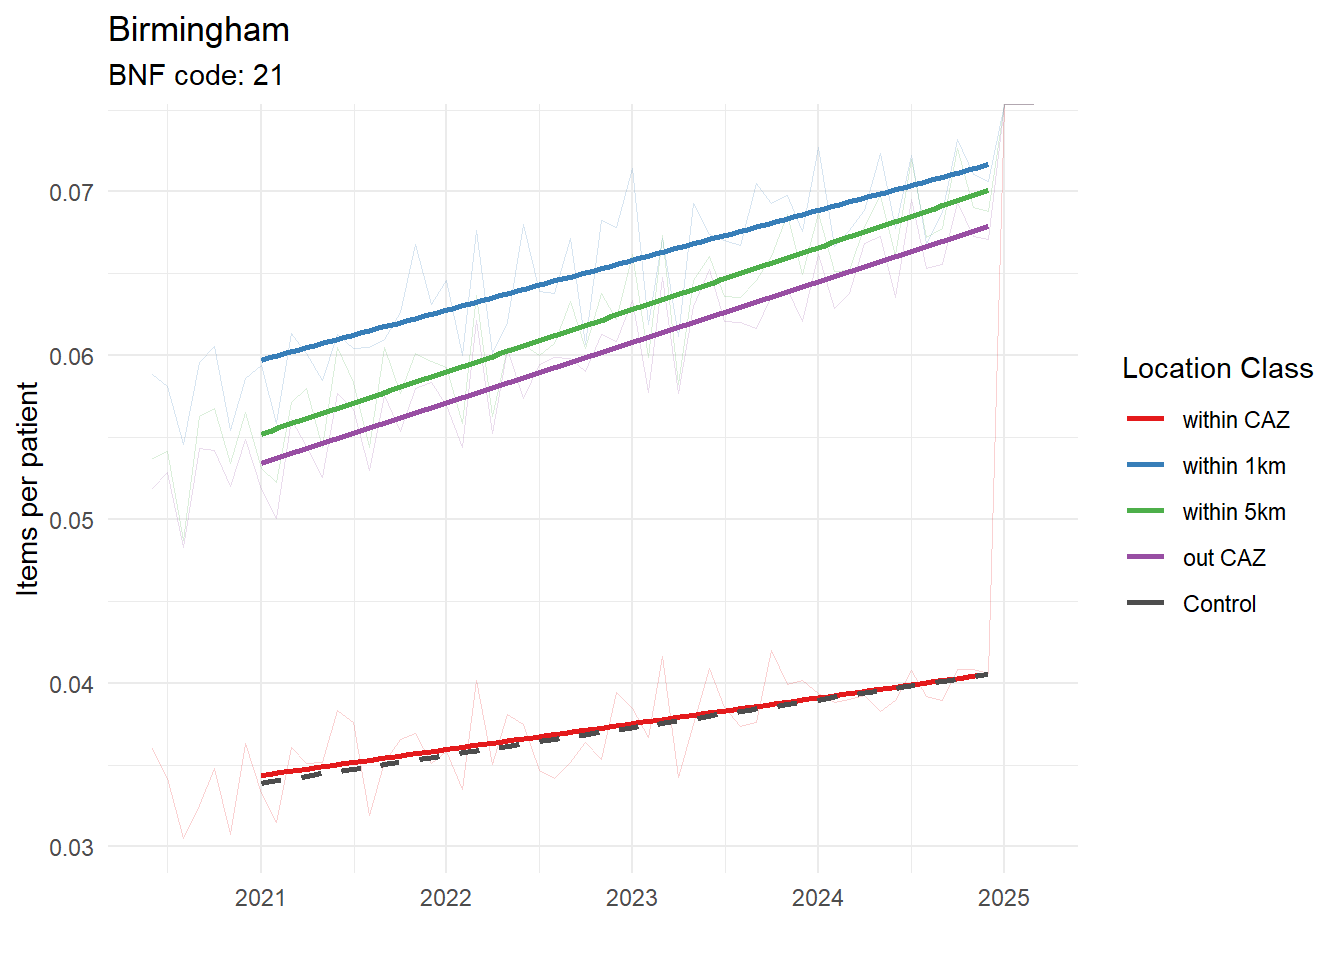 Birmingham
BNF code: 21
Items per patient
0.07
0.06
0.05
0.04
0.03
2021
2022
2023
2024
2025
Location Class
within CAZ
within 1km
within 5km
out CAZ
Control